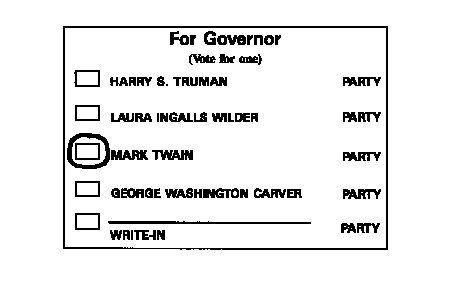 For Governor
(Vote for one)
HARRY S. TRUMAN PARTY
LAURA INGALLS WILDER PARTY
MARK TWAIN PARTY
GEORGE WASHINGTON CARVER PARTY
WRITE-IN PARTY